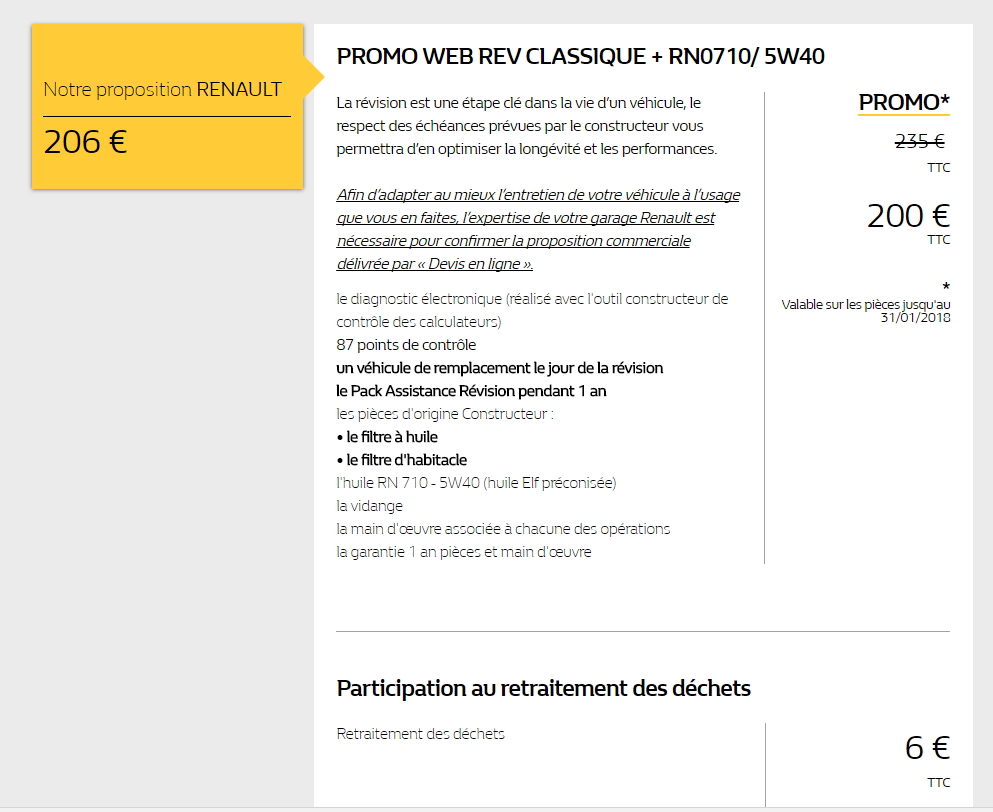 Notre proposition RENAULT
206 €
PROMO WEB REV CLASSIQUE + RN0710/ 5W40
La révision est une étape clé dans la vie d'un véhicule, le
respect des échéances prévues par le constructeur vous
permettra d'en optimiser la longévité et les performances.
Afin d'adapter au mieux l'entretien de votre véhicule à l'usage
que vous en faites, l'expertise de votre garage Renault est
nécessaire pour confirmer la proposition commerciale
délivrée par « Devis en ligne ».
le diagnostic électronique (réalisé avec l'outil constructeur de
contrôle des calculateurs)
87 points de contrôle
un véhicule de remplacement le jour de la révision
le Pack Assistance Révision pendant 1 an
les pièces d'origine Constructeur :
• le filtre à huile
• le filtre d'habitacle
l'huile RN 710 - 5W40 (huile Elf préconisée)
la vidange
la main d'œuvre associée à chacune des opérations
la garantie 1 an pièces et main d'œuvre
PROMO*
235 €
TTC
200 €
TTC
*
Valable sur les pièces jusqu'au
31/01/2018
Participation au retraitement des déchets
Retraitement des déchets
6 €
TTC